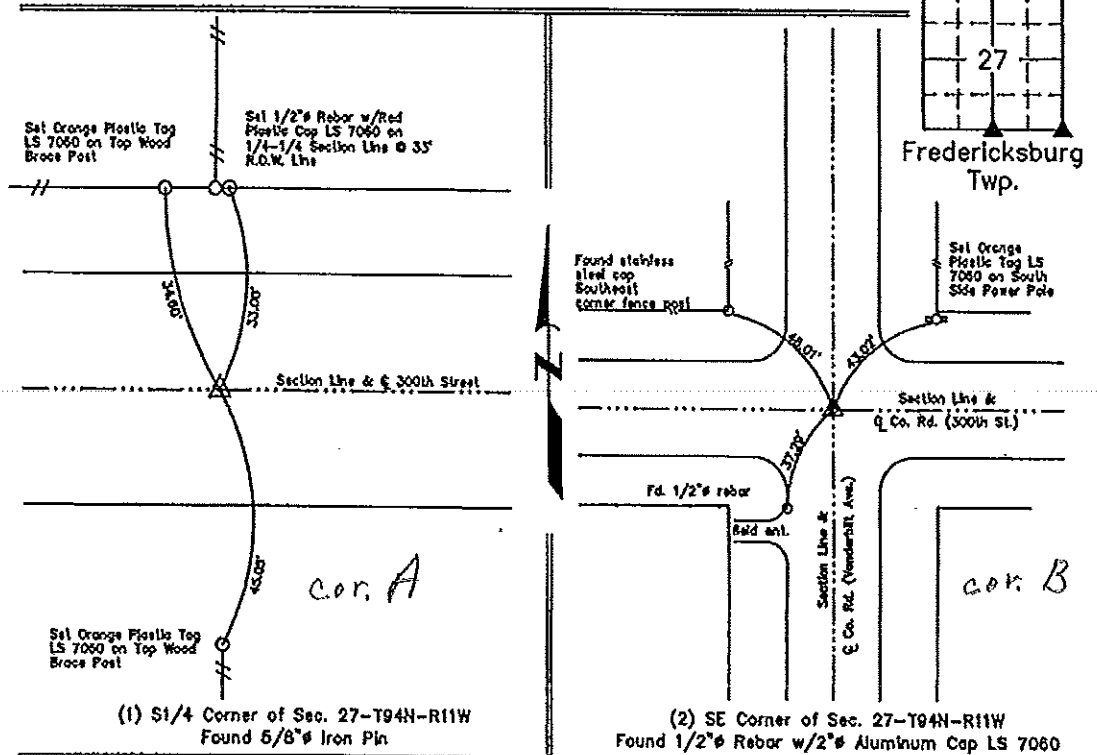 27
Fredericksburg
Twp.
Set Orange Plastic Tag
LS 7060 on Top Wood
Brace Post
Set 1/2"ø Rebar w/Red
Plastic Cap LS 7060 on
1/4-1/4 Section Line @ 33'
R.O.W. Line
34.60'
33.00'
Section Line & ℄ 300th Street
45.05'
cor. A
Set Orange Plastic Tag
LS 7060 on Top Wood
Brace Post
(1) S1/4 Corner of Sec. 27-T94N-R11W
Found 5/8"ø Iron Pin
N
Found stainless
steel cap
Southeast
corner fence post
Set Orange
Plastic Tag LS
7060 on South
Side Power Pole
48.01'
43.02'
Section Line &
℄ Co. Rd. (300th St.)
37.29'
Fd. 1/2"ø rebar
field ent.
Section Line &
℄ Co. Rd. (Vanderbilt Ave.)
cor. B
(2) SE Corner of Sec. 27-T94N-R11W
Found 1/2"ø Rebar w/2"ø Aluminum Cap LS 7060